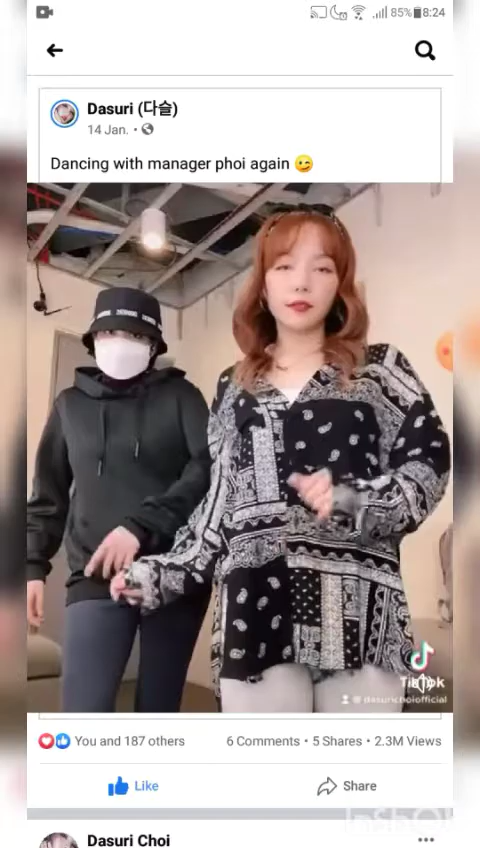 85% 8:24
Dasuri (다슬)
14 Jan.
Dancing with manager phoi again 😉
TikTok
@dasurichoiofficial
You and 187 others
6 Comments • 5 Shares • 2.3M Views
Like
Share
InShOt
Dasuri Choi